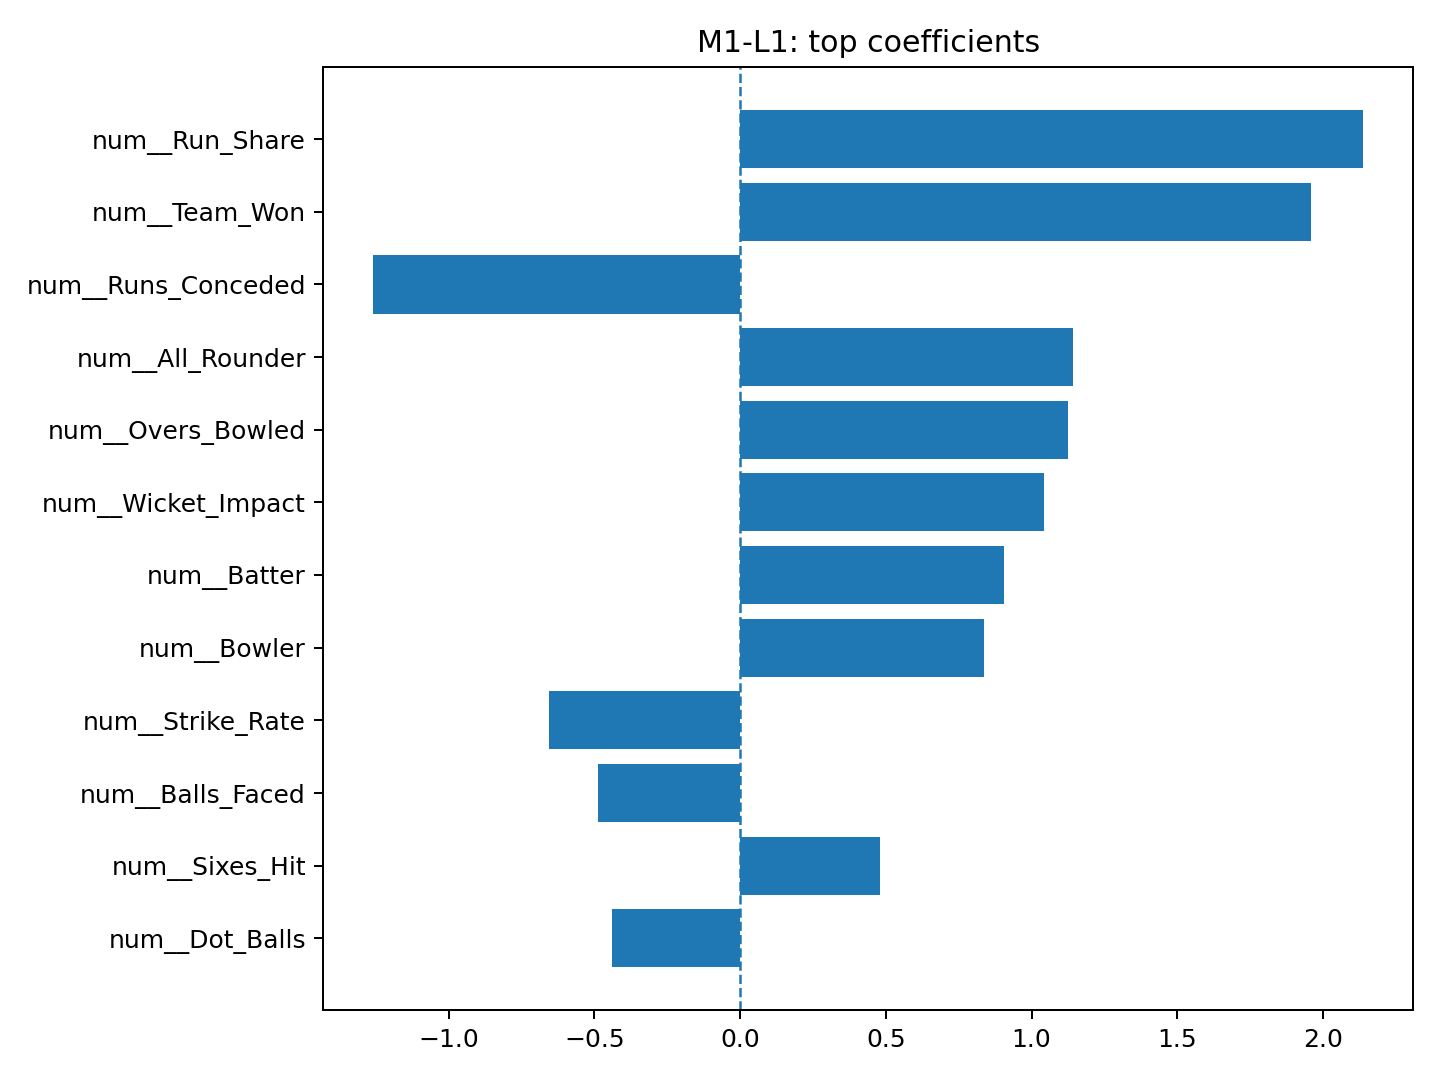 M1-L1: top coefficients
num__Run_Share
num__Team_Won
num__Runs_Conceded
num__All_Rounder
num__Overs_Bowled
num__Wicket_Impact
num__Batter
num__Bowler
num__Strike_Rate
num__Balls_Faced
num__Sixes_Hit
num__Dot_Balls
−1.0 −0.5 0.0 0.5 1.0 1.5 2.0